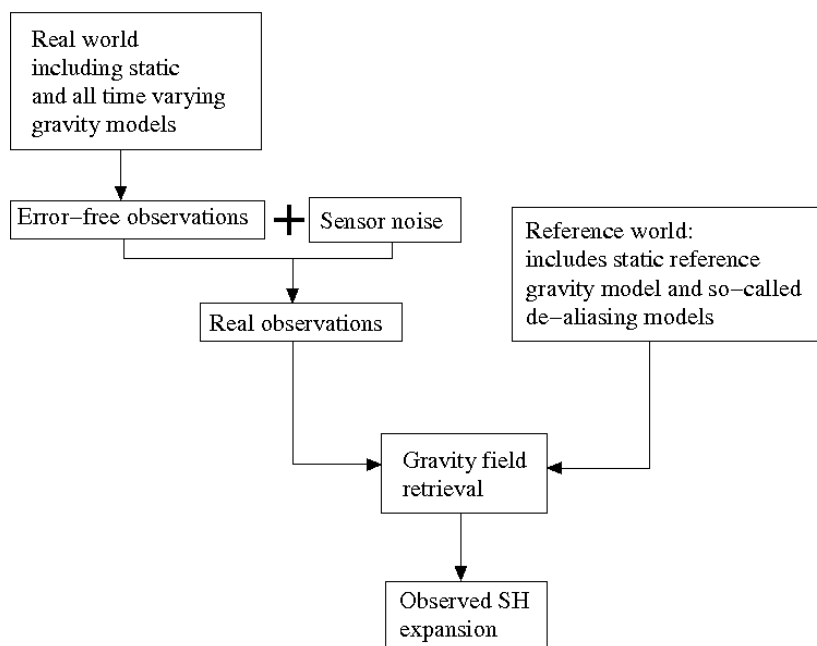 Real world
including static
and all time varying
gravity models
Error-free observations + Sensor noise
Real observations
Reference world:
includes static reference
gravity model and so-called
de-aliasing models
Gravity field
retrieval
Observed SH
expansion